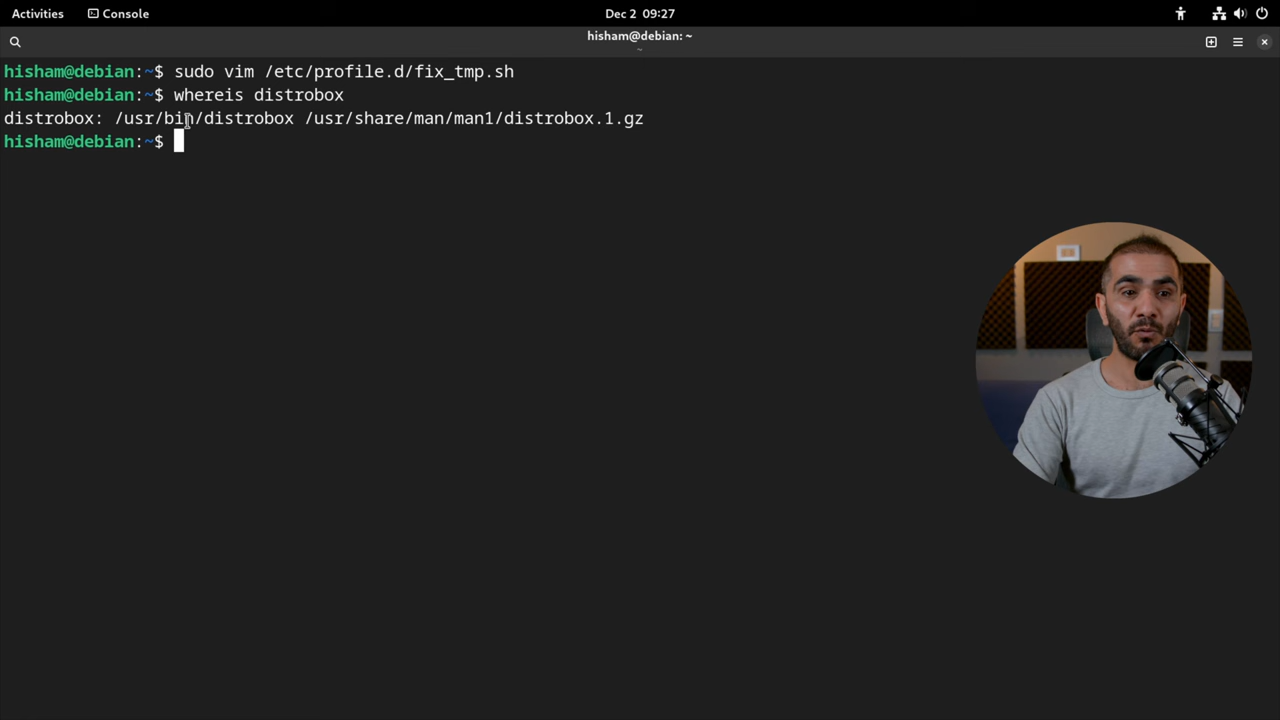 Activities
Console
Dec 2 09:27
hisham@debian: ~
~
hisham@debian:~$ sudo vim /etc/profile.d/fix_tmp.sh
hisham@debian:~$ whereis distrobox
distrobox: /usr/bin/distrobox /usr/share/man/man1/distrobox.1.gz
hisham@debian:~$